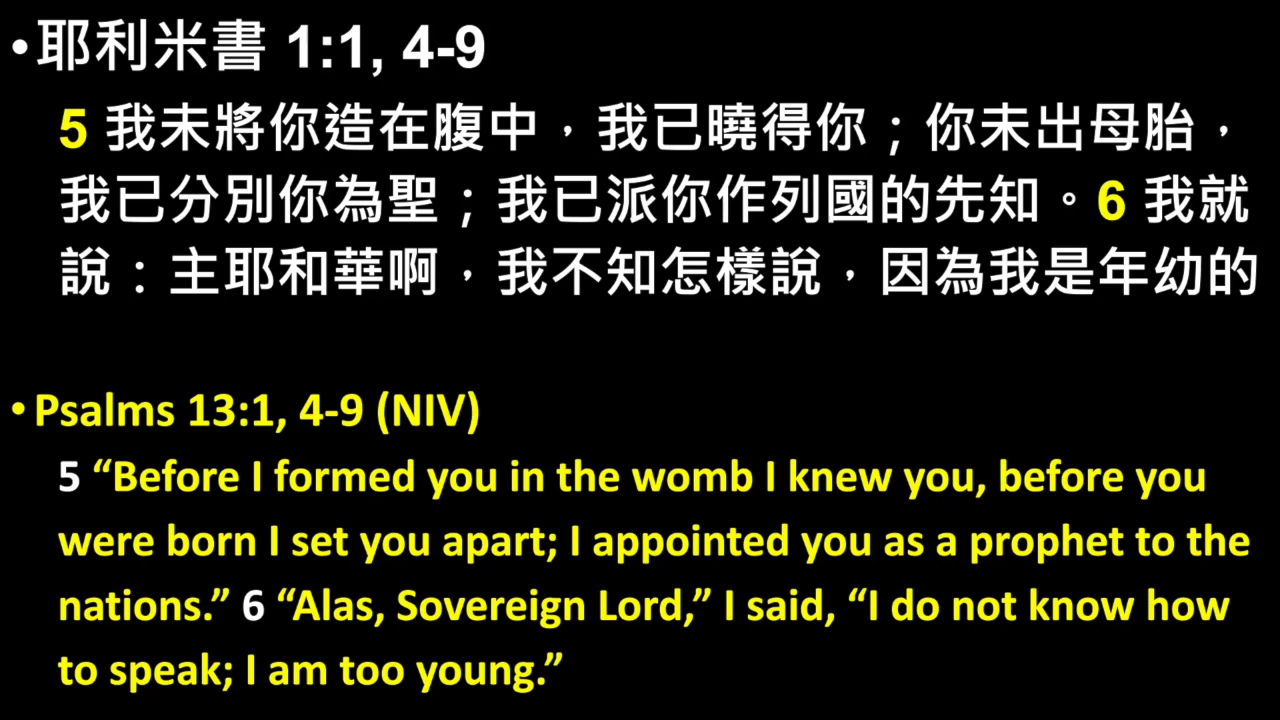 •耶利米書 1:1, 4-9
5 我未將你造在腹中，我已曉得你；你未出母胎，
我已分別你為聖；我已派你作列國的先知。6 我就
說：主耶和華啊，我不知怎樣說，因為我是年幼的
•Psalms 13:1, 4-9 (NIV)
5 “Before I formed you in the womb I knew you, before you
were born I set you apart; I appointed you as a prophet to the
nations.” 6 “Alas, Sovereign Lord,” I said, “I do not know how
to speak; I am too young.”